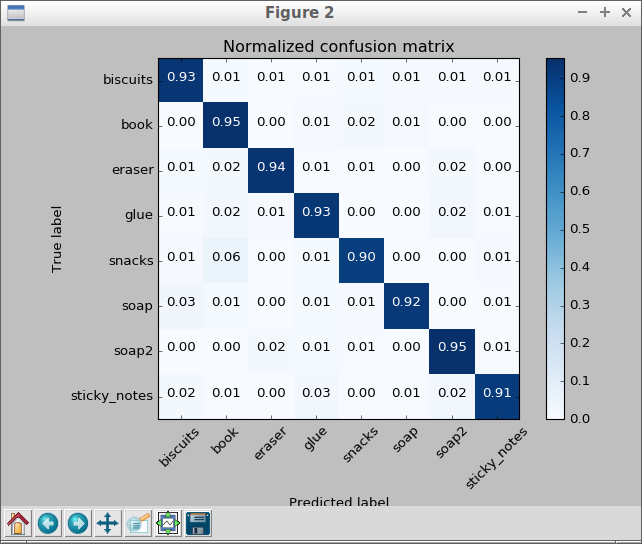 Figure 2
Normalized confusion matrix
biscuits 0.93 0.01 0.01 0.01 0.01 0.01 0.01 0.01 0.9
book 0.00 0.95 0.00 0.01 0.02 0.01 0.00 0.00 0.8
eraser 0.01 0.02 0.94 0.01 0.01 0.00 0.02 0.00 0.7
0.6
glue 0.01 0.02 0.01 0.93 0.00 0.00 0.02 0.01 0.5
True label
snacks 0.01 0.06 0.00 0.01 0.90 0.00 0.00 0.01 0.4
soap 0.03 0.01 0.00 0.01 0.01 0.92 0.00 0.01 0.3
0.2
soap2 0.00 0.00 0.02 0.01 0.01 0.00 0.95 0.01 0.1
sticky_notes 0.02 0.01 0.00 0.03 0.00 0.01 0.02 0.91 0.0
biscuits book eraser glue snacks soap soap2 sticky_notes
Predicted label